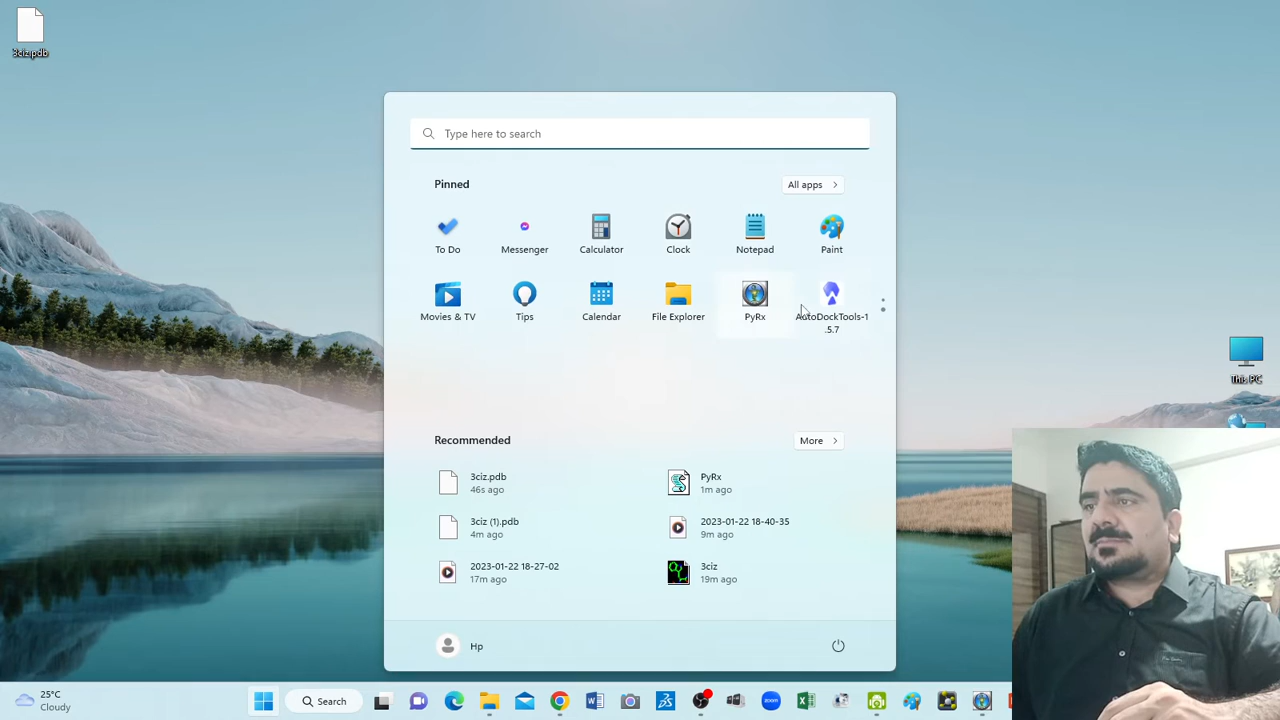 3ciz.pdb
Type here to search
Pinned
All apps
To Do
Messenger
Calculator
Clock
Notepad
Paint
Movies & TV
Tips
Calendar
File Explorer
PyRx
AutoDockTools-1
.5.7
Recommended
More
3ciz.pdb
46s ago
PyRx
1m ago
3ciz (1).pdb
4m ago
2023-01-22 18-40-35
9m ago
2023-01-22 18-27-02
17m ago
3ciz
19m ago
Hp
This PC
25°C
Cloudy
Search
zoom